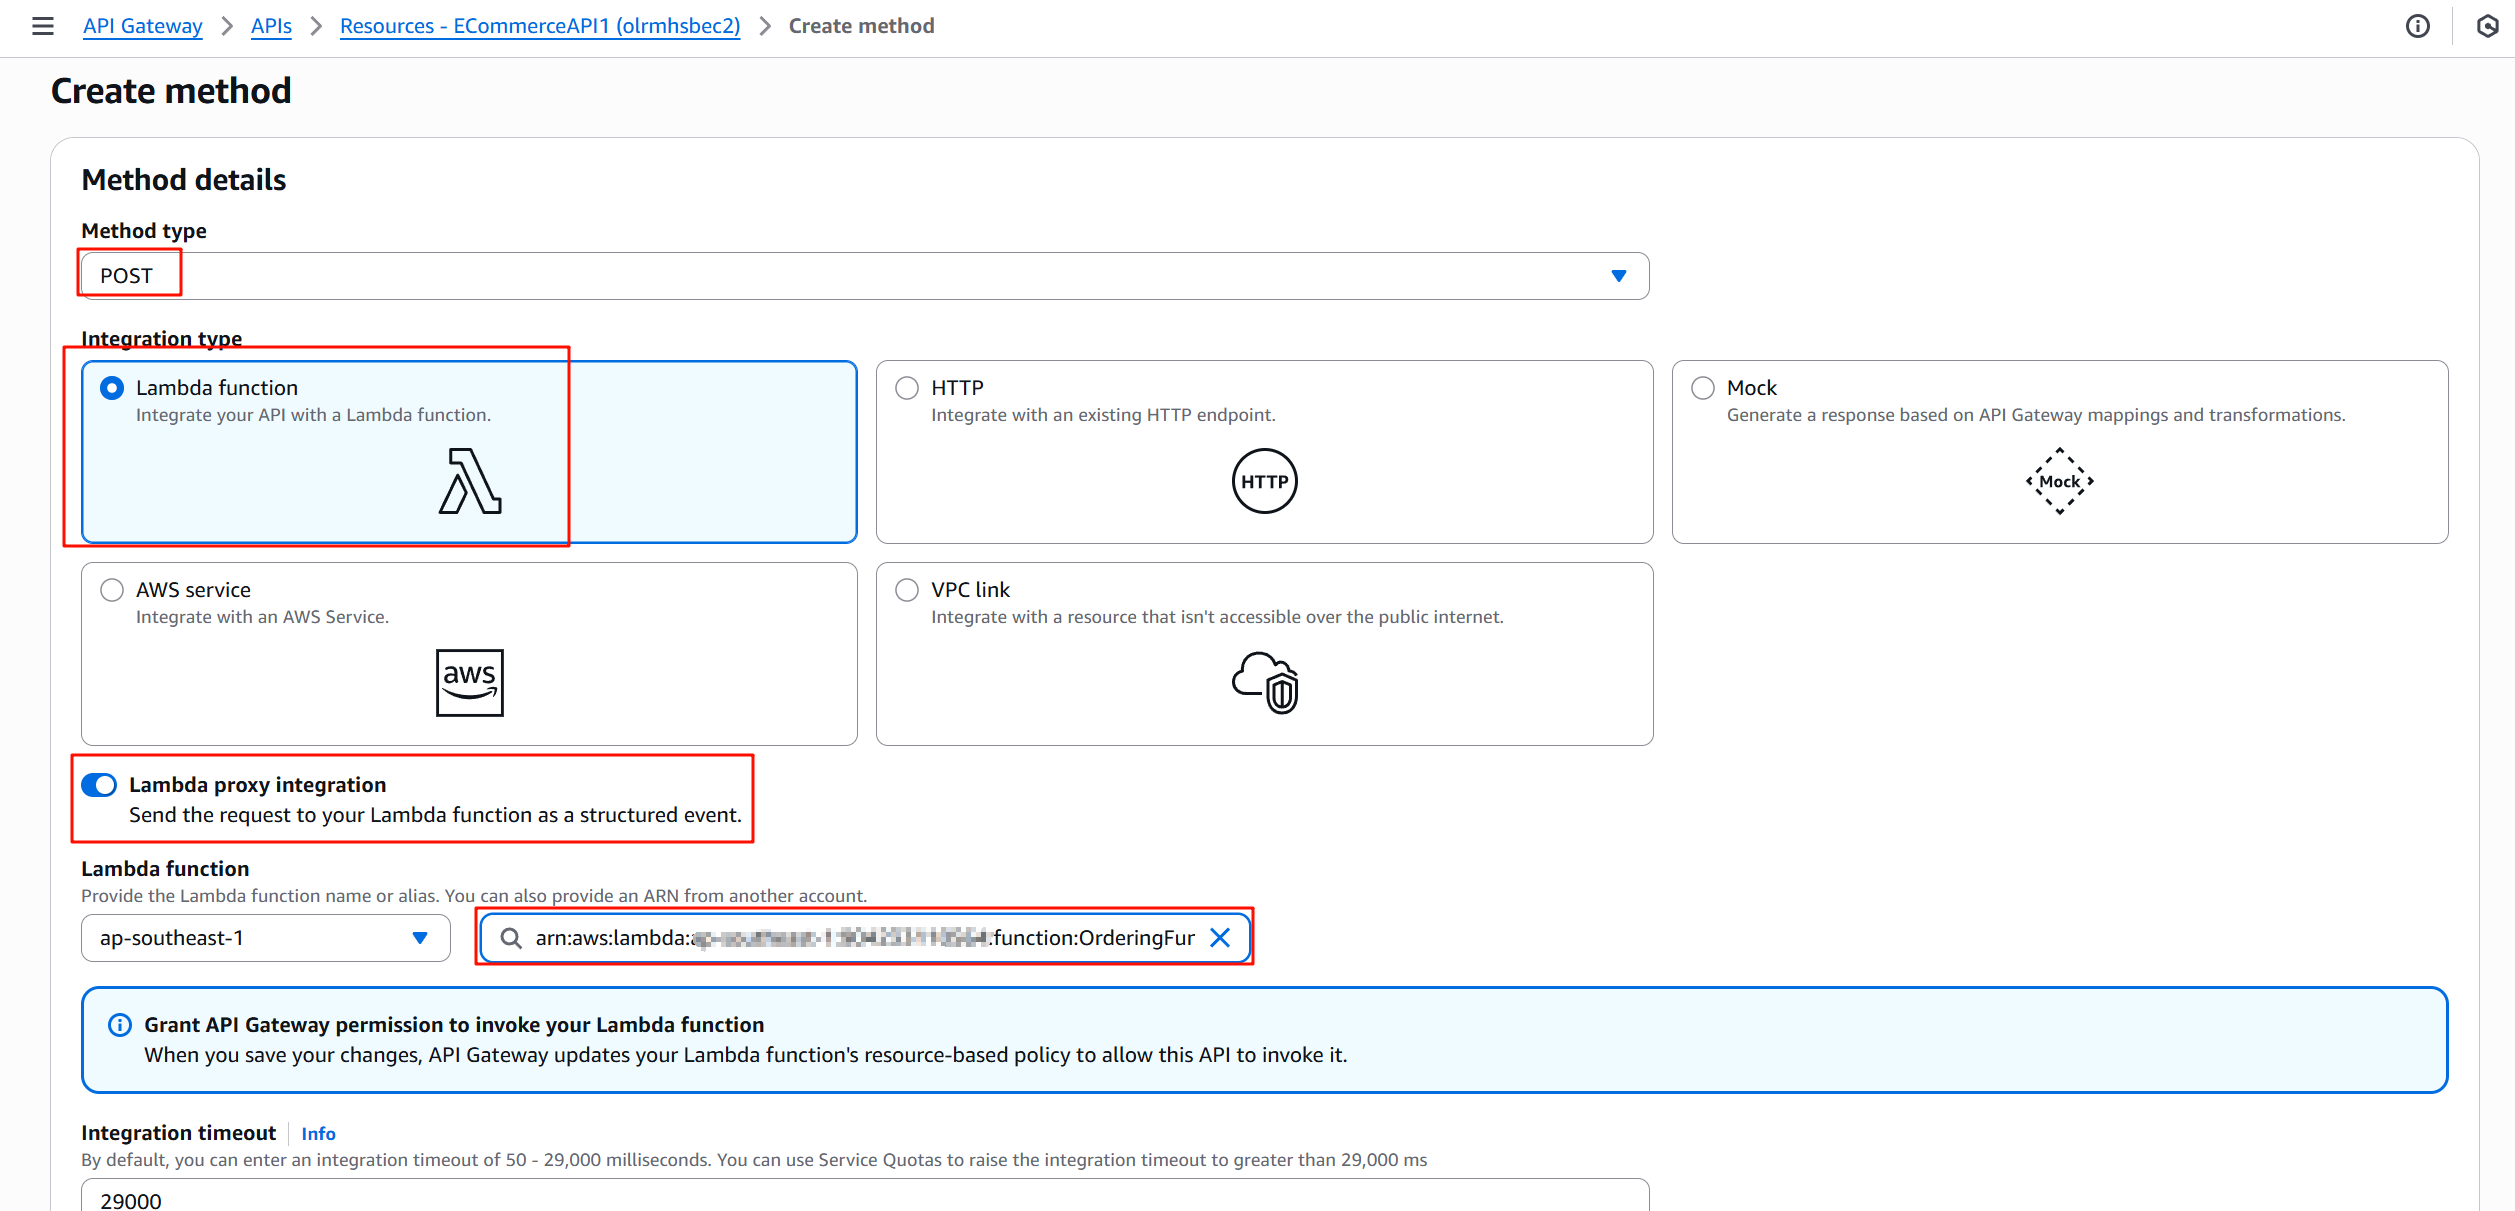 API Gateway > APIs > Resources - ECommerceAPI1 (olrmhsbec2) > Create method
Create method
Method details
Method type
POST
Integration type
Lambda function
Integrate your API with a Lambda function.
HTTP
Integrate with an existing HTTP endpoint.
HTTP
Mock
Generate a response based on API Gateway mappings and transformations.
Mock
AWS service
Integrate with an AWS Service.
aws
VPC link
Integrate with a resource that isn't accessible over the public internet.
Lambda proxy integration
Send the request to your Lambda function as a structured event.
Lambda function
Provide the Lambda function name or alias. You can also provide an ARN from another account.
ap-southeast-1
arn:aws:lambda: :function:OrderingFur
Grant API Gateway permission to invoke your Lambda function
When you save your changes, API Gateway updates your Lambda function's resource-based policy to allow this API to invoke it.
Integration timeout
Info
By default, you can enter an integration timeout of 50 - 29,000 milliseconds. You can use Service Quotas to raise the integration timeout to greater than 29,000 ms
29000